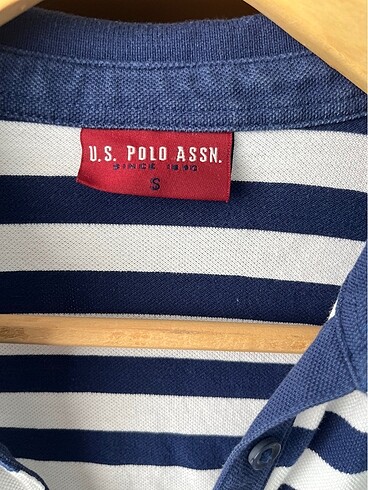 U.S. POLO ASSN.
SINCE 1890
S